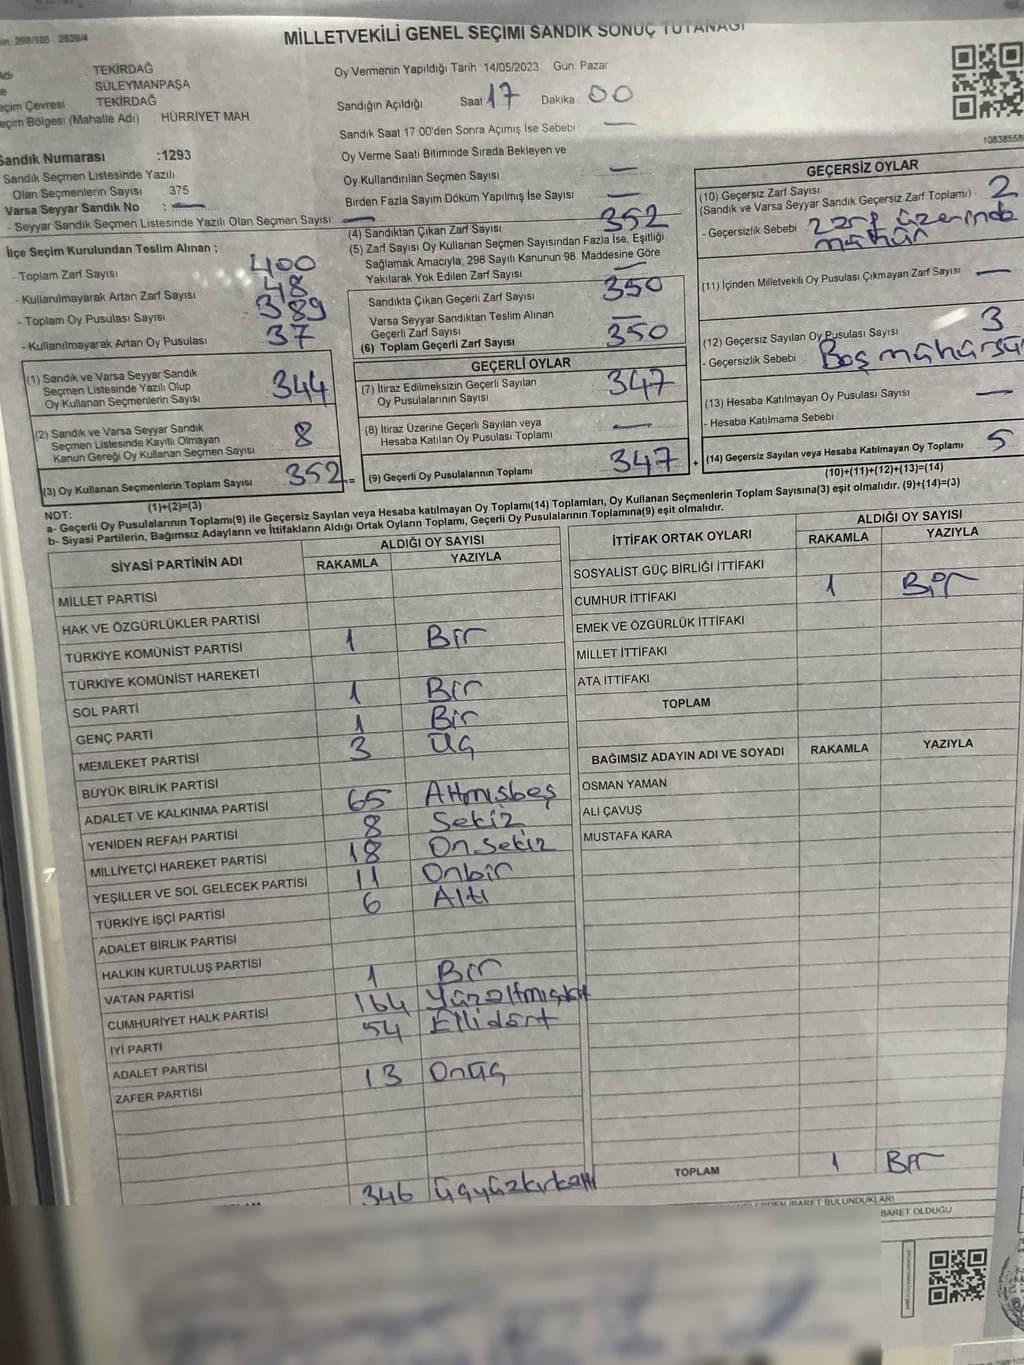 MİLLETVEKİLİ GENEL SEÇİMİ SANDIK SONUÇ TUTANAĞI
298/105 2839/4
TEKİRDAĞ
SÜLEYMANPAŞA
Seçim Çevresi TEKİRDAĞ
Seçim Bölgesi (Mahalle Adı) HÜRRİYET MAH
Sandık Numarası :1293
Sandık Seçmen Listesinde Yazılı
Olan Seçmenlerin Sayısı 375
Varsa Seyyar Sandık No : —
- Seyyar Sandık Seçmen Listesinde Yazılı Olan Seçmen Sayısı: —
İlçe Seçim Kurulundan Teslim Alınan ;
- Toplam Zarf Sayısı : 400
- Kullanılmayarak Artan Zarf Sayısı : 48
- Toplam Oy Pusulası Sayısı : 389
- Kullanılmayarak Artan Oy Pusulası 37
(1) Sandık ve Varsa Seyyar Sandık
Seçmen Listesinde Yazılı Olup
Oy Kullanan Seçmenlerin Sayısı 344
(2) Sandık ve Varsa Seyyar Sandık
Seçmen Listesinde Kayıtlı Olmayan
Kanun Gereği Oy Kullanan Seçmen Sayısı 8
(3) Oy Kullanan Seçmenlerin Toplam Sayısı 352 =
(1)+(2)=(3)
Oy Vermenin Yapıldığı Tarih 14/05/2023 Gün: Pazar
Sandığın Açıldığı Saat 17 Dakika 00
Sandık Saat 17:00'den Sonra Açımış İse Sebebi : —
Oy Verme Saati Bitiminde Sırada Bekleyen ve
Oy Kullandırılan Seçmen Sayısı —
Birden Fazla Sayım Döküm Yapılmış İse Sayısı —
(4) Sandıktan Çıkan Zarf Sayısı 352
(5) Zarf Sayısı Oy Kullanan Seçmen Sayısından Fazla İse, Eşitliği
Sağlamak Amacıyla; 298 Sayılı Kanunun 98. Maddesine Göre
Yakılarak Yok Edilen Zarf Sayısı —
Sandıkta Çıkan Geçerli Zarf Sayısı 350
Varsa Seyyar Sandıktan Teslim Alınan
Geçerli Zarf Sayısı —
(6) Toplam Geçerli Zarf Sayısı 350
GEÇERLİ OYLAR
(7) İtiraz Edilmeksizin Geçerli Sayılan
Oy Pusulalarının Sayısı 347
(8) İtiraz Üzerine Geçerli Sayılan veya
Hesaba Katılan Oy Pusulası Toplamı —
(9) Geçerli Oy Pusulalarının Toplamı 347 +
GEÇERSİZ OYLAR
(10) Geçersiz Zarf Sayısı
(Sandık ve Varsa Seyyar Sandık Geçersiz Zarf Toplamı) 2
- Geçersizlik Sebebi : zarf üzerinde
mühür
(11) İçinden Milletvekili Oy Pusulası Çıkmayan Zarf Sayısı —
(12) Geçersiz Sayılan Oy Pusulası Sayısı 3
- Geçersizlik Sebebi : Boş
(13) Hesaba Katılmayan Oy Pusulası Sayısı —
- Hesaba Katılmama Sebebi
(14) Geçersiz Sayılan veya Hesaba Katılmayan Oy Toplamı 5
(10)+(11)+(12)+(13)=(14)
NOT:
a- Geçerli Oy Pusulalarının Toplamı(9) ile Geçersiz Sayılan veya Hesaba katılmayan Oy Toplamı(14) Toplamları, Oy Kullanan Seçmenlerin Toplam Sayısına(3) eşit olmalıdır. (9)+(14)=(3)
b- Siyasi Partilerin, Bağımsız Adayların ve İttifakların Aldığı Ortak Oyların Toplamı, Geçerli Oy Pusulalarının Toplamına(9) eşit olmalıdır.
SİYASİ PARTİNİN ADI ALDIĞI OY SAYISI
RAKAMLA YAZIYLA
MİLLET PARTİSİ
HAK VE ÖZGÜRLÜKLER PARTİSİ
TÜRKİYE KOMÜNİST PARTİSİ 1 Bir
TÜRKİYE KOMÜNİST HAREKETİ
SOL PARTİ 1 Bir
GENÇ PARTİ 1 Bir
MEMLEKET PARTİSİ 3 Üç
BÜYÜK BİRLİK PARTİSİ
ADALET VE KALKINMA PARTİSİ 65 Altmışbeş
YENİDEN REFAH PARTİSİ 8 Sekiz
MİLLİYETÇİ HAREKET PARTİSİ 18 Onsekiz
YEŞİLLER VE SOL GELECEK PARTİSİ 11 Onbir
TÜRKİYE İŞÇİ PARTİSİ 6 Altı
ADALET BİRLİK PARTİSİ
HALKIN KURTULUŞ PARTİSİ
VATAN PARTİSİ 1 Bir
CUMHURİYET HALK PARTİSİ 164 Yüzaltmışdört
İYİ PARTİ 54 Ellidört
ADALET PARTİSİ
ZAFER PARTİSİ 13 Onüç
346 Üçyüzkırkaltı
İTTİFAK ORTAK OYLARI ALDIĞI OY SAYISI
RAKAMLA YAZIYLA
SOSYALİST GÜÇ BİRLİĞİ İTTİFAKI
CUMHUR İTTİFAKI 1 Bir
EMEK VE ÖZGÜRLÜK İTTİFAKI
MİLLET İTTİFAKI
ATA İTTİFAKI
TOPLAM
BAĞIMSIZ ADAYIN ADI VE SOYADI RAKAMLA YAZIYLA
OSMAN YAMAN
ALİ ÇAVUŞ
MUSTAFA KARA
TOPLAM 1 Bir
İBARET BULUNDUKLARI
BARET OLDUĞU